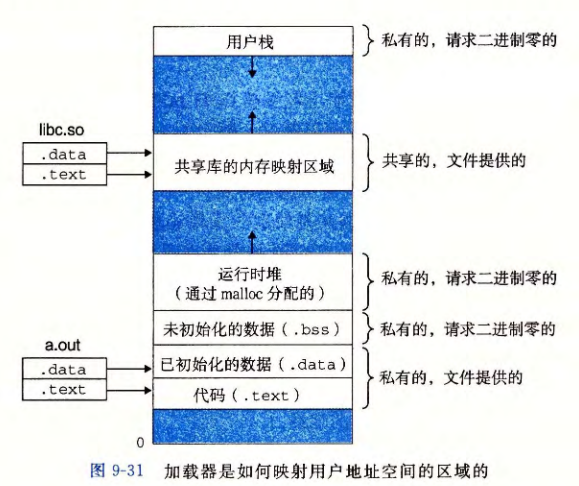 用户栈
私有的，请求二进制零的
libc.so
.data
.text
共享库的内存映射区域
共享的，文件提供的
运行时堆
（通过 malloc 分配的）
私有的，请求二进制零的
未初始化的数据（.bss）
私有的，请求二进制零的
a.out
.data
.text
已初始化的数据（.data）
代码（.text）
私有的，文件提供的
0
图 9-31 加载器是如何映射用户地址空间的区域的